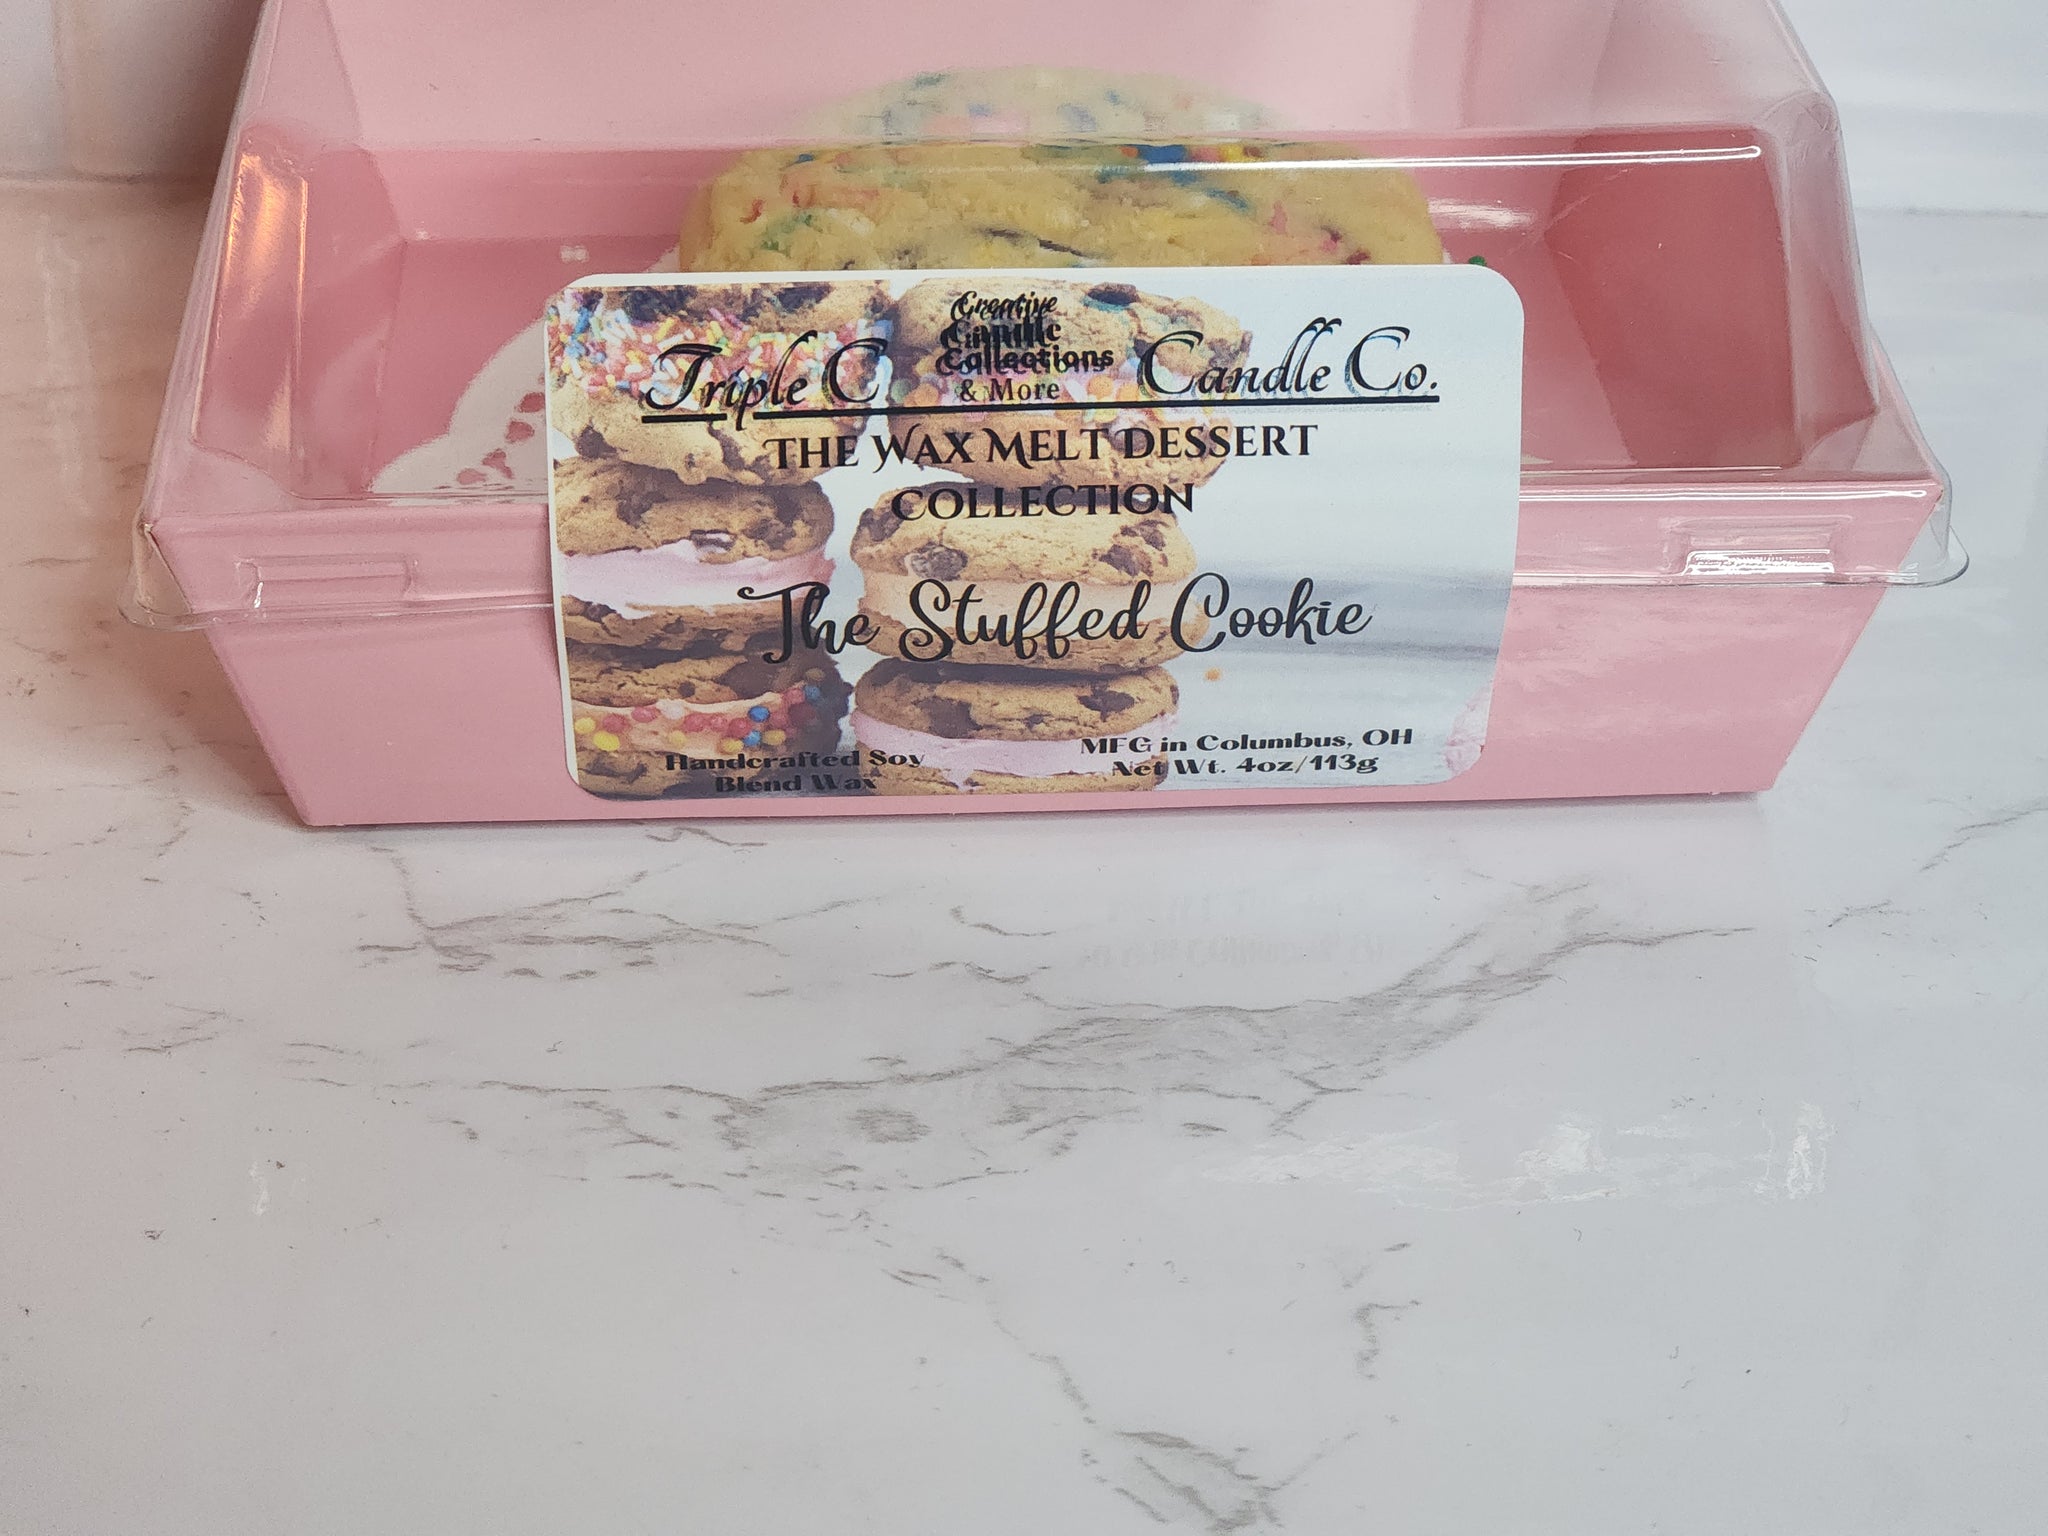 Creative
Candle
Collections
& More
Triple C Candle Co.
THE WAX MELT DESSERT
COLLECTION
The Stuffed Cookie
Handcrafted Soy
Blend Wax
MFG in Columbus, OH
Net Wt. 4oz/113g